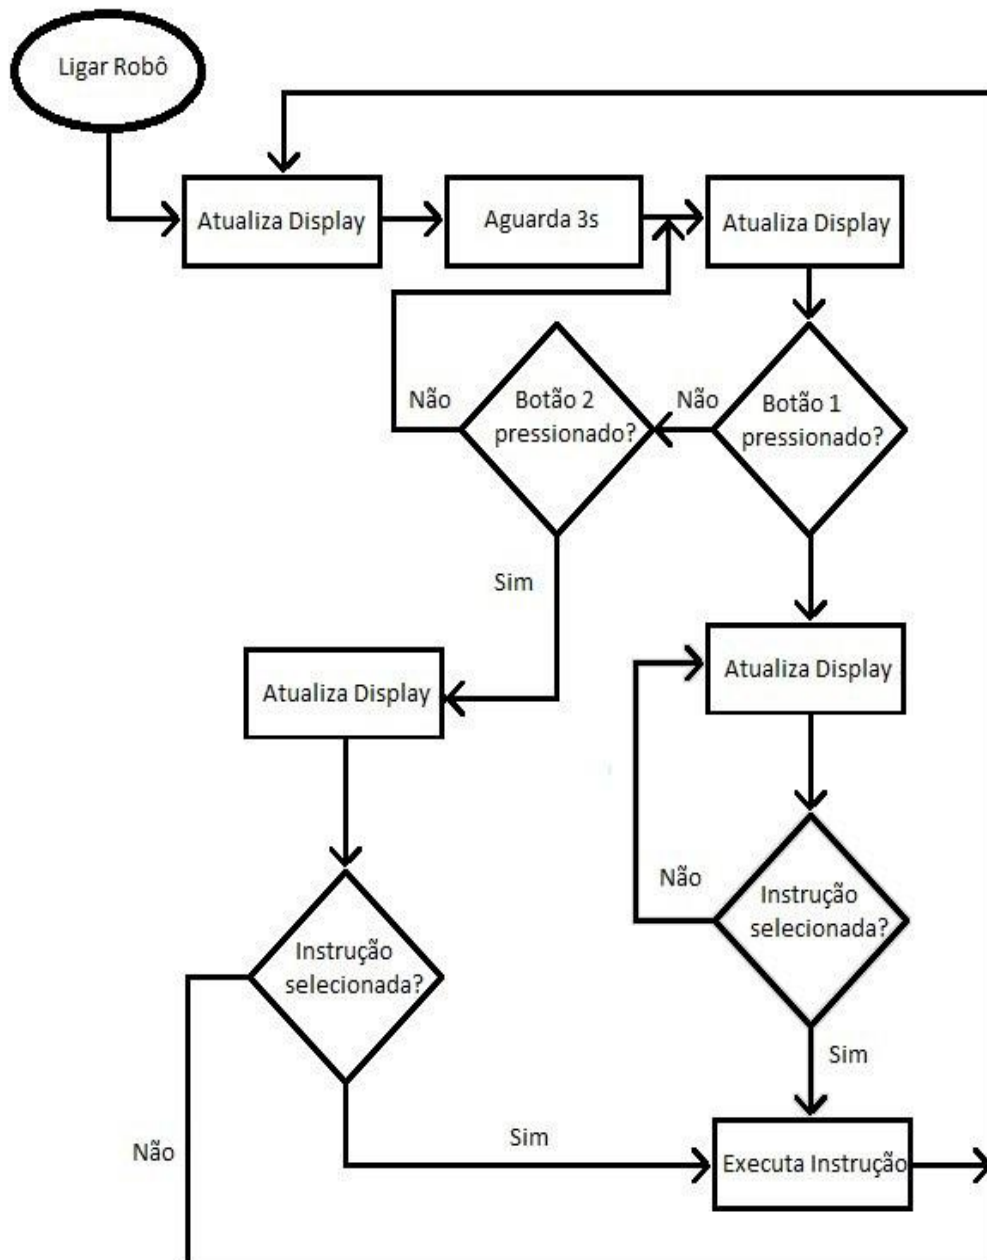 Ligar Robô
Atualiza Display
Aguarda 3s
Atualiza Display
Não
Botão 2
pressionado?
Não
Botão 1
pressionado?
Sim
Atualiza Display
Atualiza Display
Não
Instrução
selecionada?
Instrução
selecionada?
Sim
Não
Sim
Executa Instrução